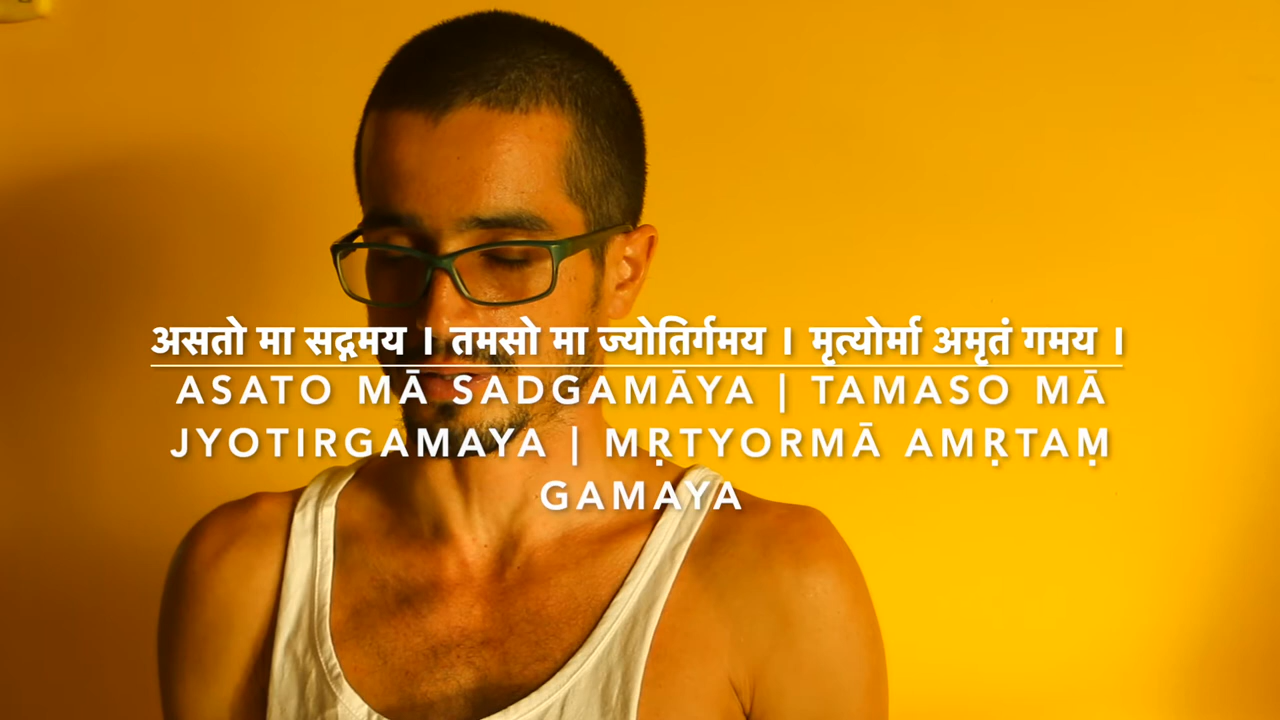 असतो मा सद्गमय । तमसो मा ज्योतिर्गमय । मृत्योर्मा अमृतं गमय ।
ASATO MĀ SADGAMĀYA | TAMASO MĀ
JYOTIRGAMAYA | MṚTYORMĀ AMṚTAṂ
GAMAYA